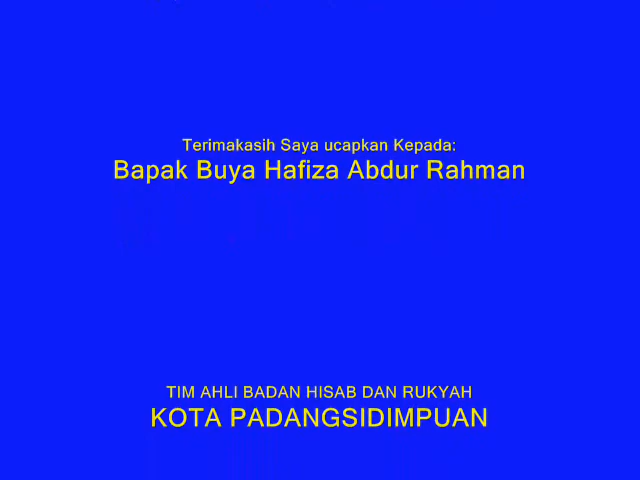 Terimakasih Saya ucapkan Kepada:
Bapak Buya Hafiza Abdur Rahman
TIM AHLI BADAN HISAB DAN RUKYAH
KOTA PADANGSIDIMPUAN